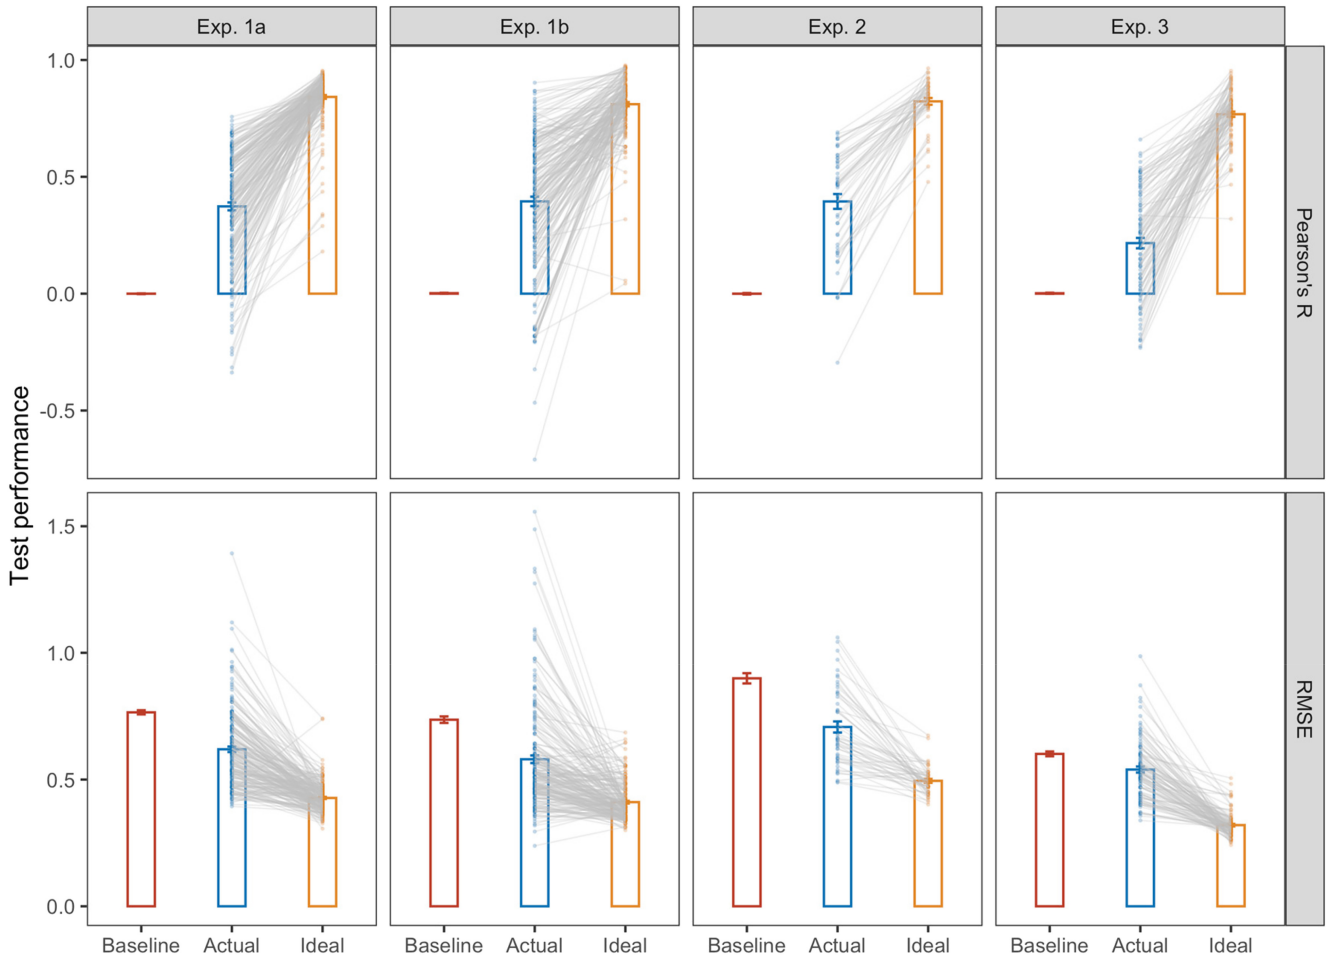 Exp. 1a
Exp. 1b
Exp. 2
Exp. 3
1.0
0.5
0.0
-0.5
Pearson's R
Test performance
1.5
1.0
0.5
0.0
RMSE
Baseline Actual Ideal
Baseline Actual Ideal
Baseline Actual Ideal
Baseline Actual Ideal